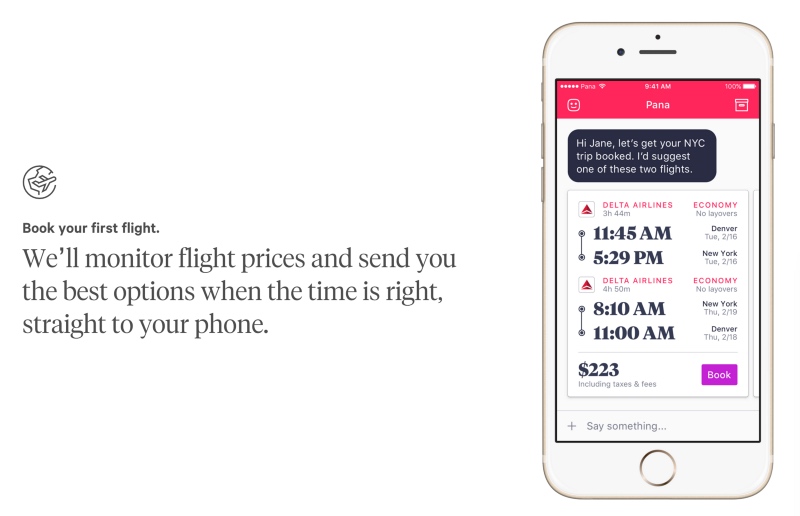 Book your first flight.
We’ll monitor flight prices and send you
the best options when the time is right,
straight to your phone.
Pana
9:41 AM
100%
Pana
Hi Jane, let’s get your NYC
trip booked. I’d suggest
one of these two flights.
DELTA AIRLINES ECONOMY
3h 44m No layovers
11:45 AM Denver
Tue, 2/16
5:29 PM New York
Tue, 2/16
DELTA AIRLINES ECONOMY
4h 50m No layovers
8:10 AM New York
Thu, 2/19
11:00 AM Denver
Thu, 2/18
$223
Including taxes & fees
Book
+ Say something...